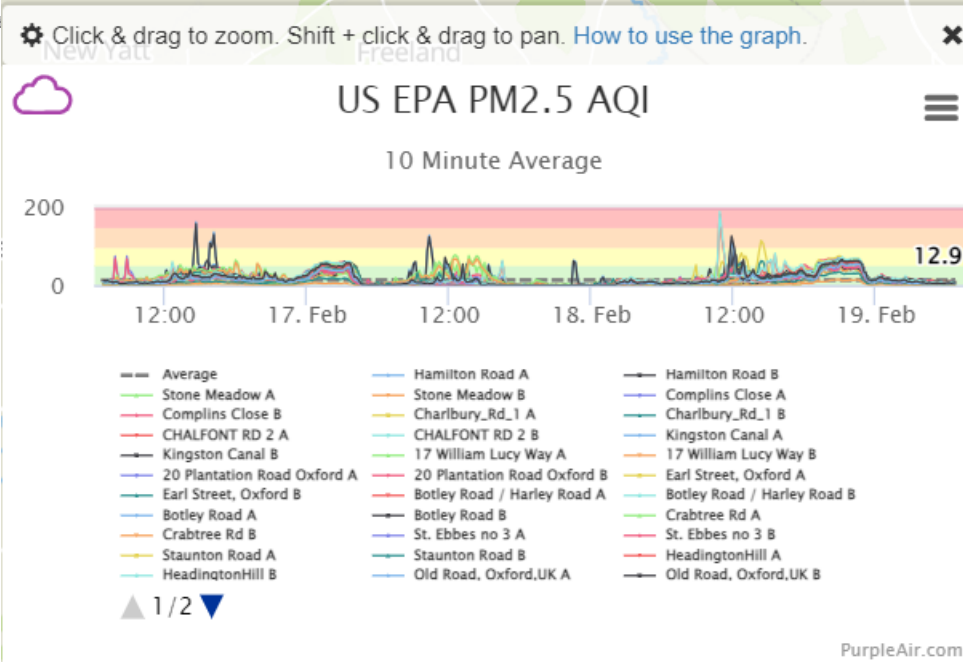 Click & drag to zoom. Shift + click & drag to pan. How to use the graph.
New Yatt
Freeland
US EPA PM2.5 AQI
10 Minute Average
200
12.9
0
12:00 17. Feb 12:00 18. Feb 12:00 19. Feb
Average Hamilton Road A Hamilton Road B
Stone Meadow A Stone Meadow B Complins Close A
Complins Close B Charlbury_Rd_1 A Charlbury_Rd_1 B
CHALFONT RD 2 A CHALFONT RD 2 B Kingston Canal A
Kingston Canal B 17 William Lucy Way A 17 William Lucy Way B
20 Plantation Road Oxford A 20 Plantation Road Oxford B Earl Street, Oxford A
Earl Street, Oxford B Botley Road / Harley Road A Botley Road / Harley Road B
Botley Road A Botley Road B Crabtree Rd A
Crabtree Rd B St. Ebbes no 3 A St. Ebbes no 3 B
Staunton Road A Staunton Road B HeadingtonHill A
HeadingtonHill B Old Road, Oxford,UK A Old Road, Oxford,UK B
1/2
PurpleAir.com